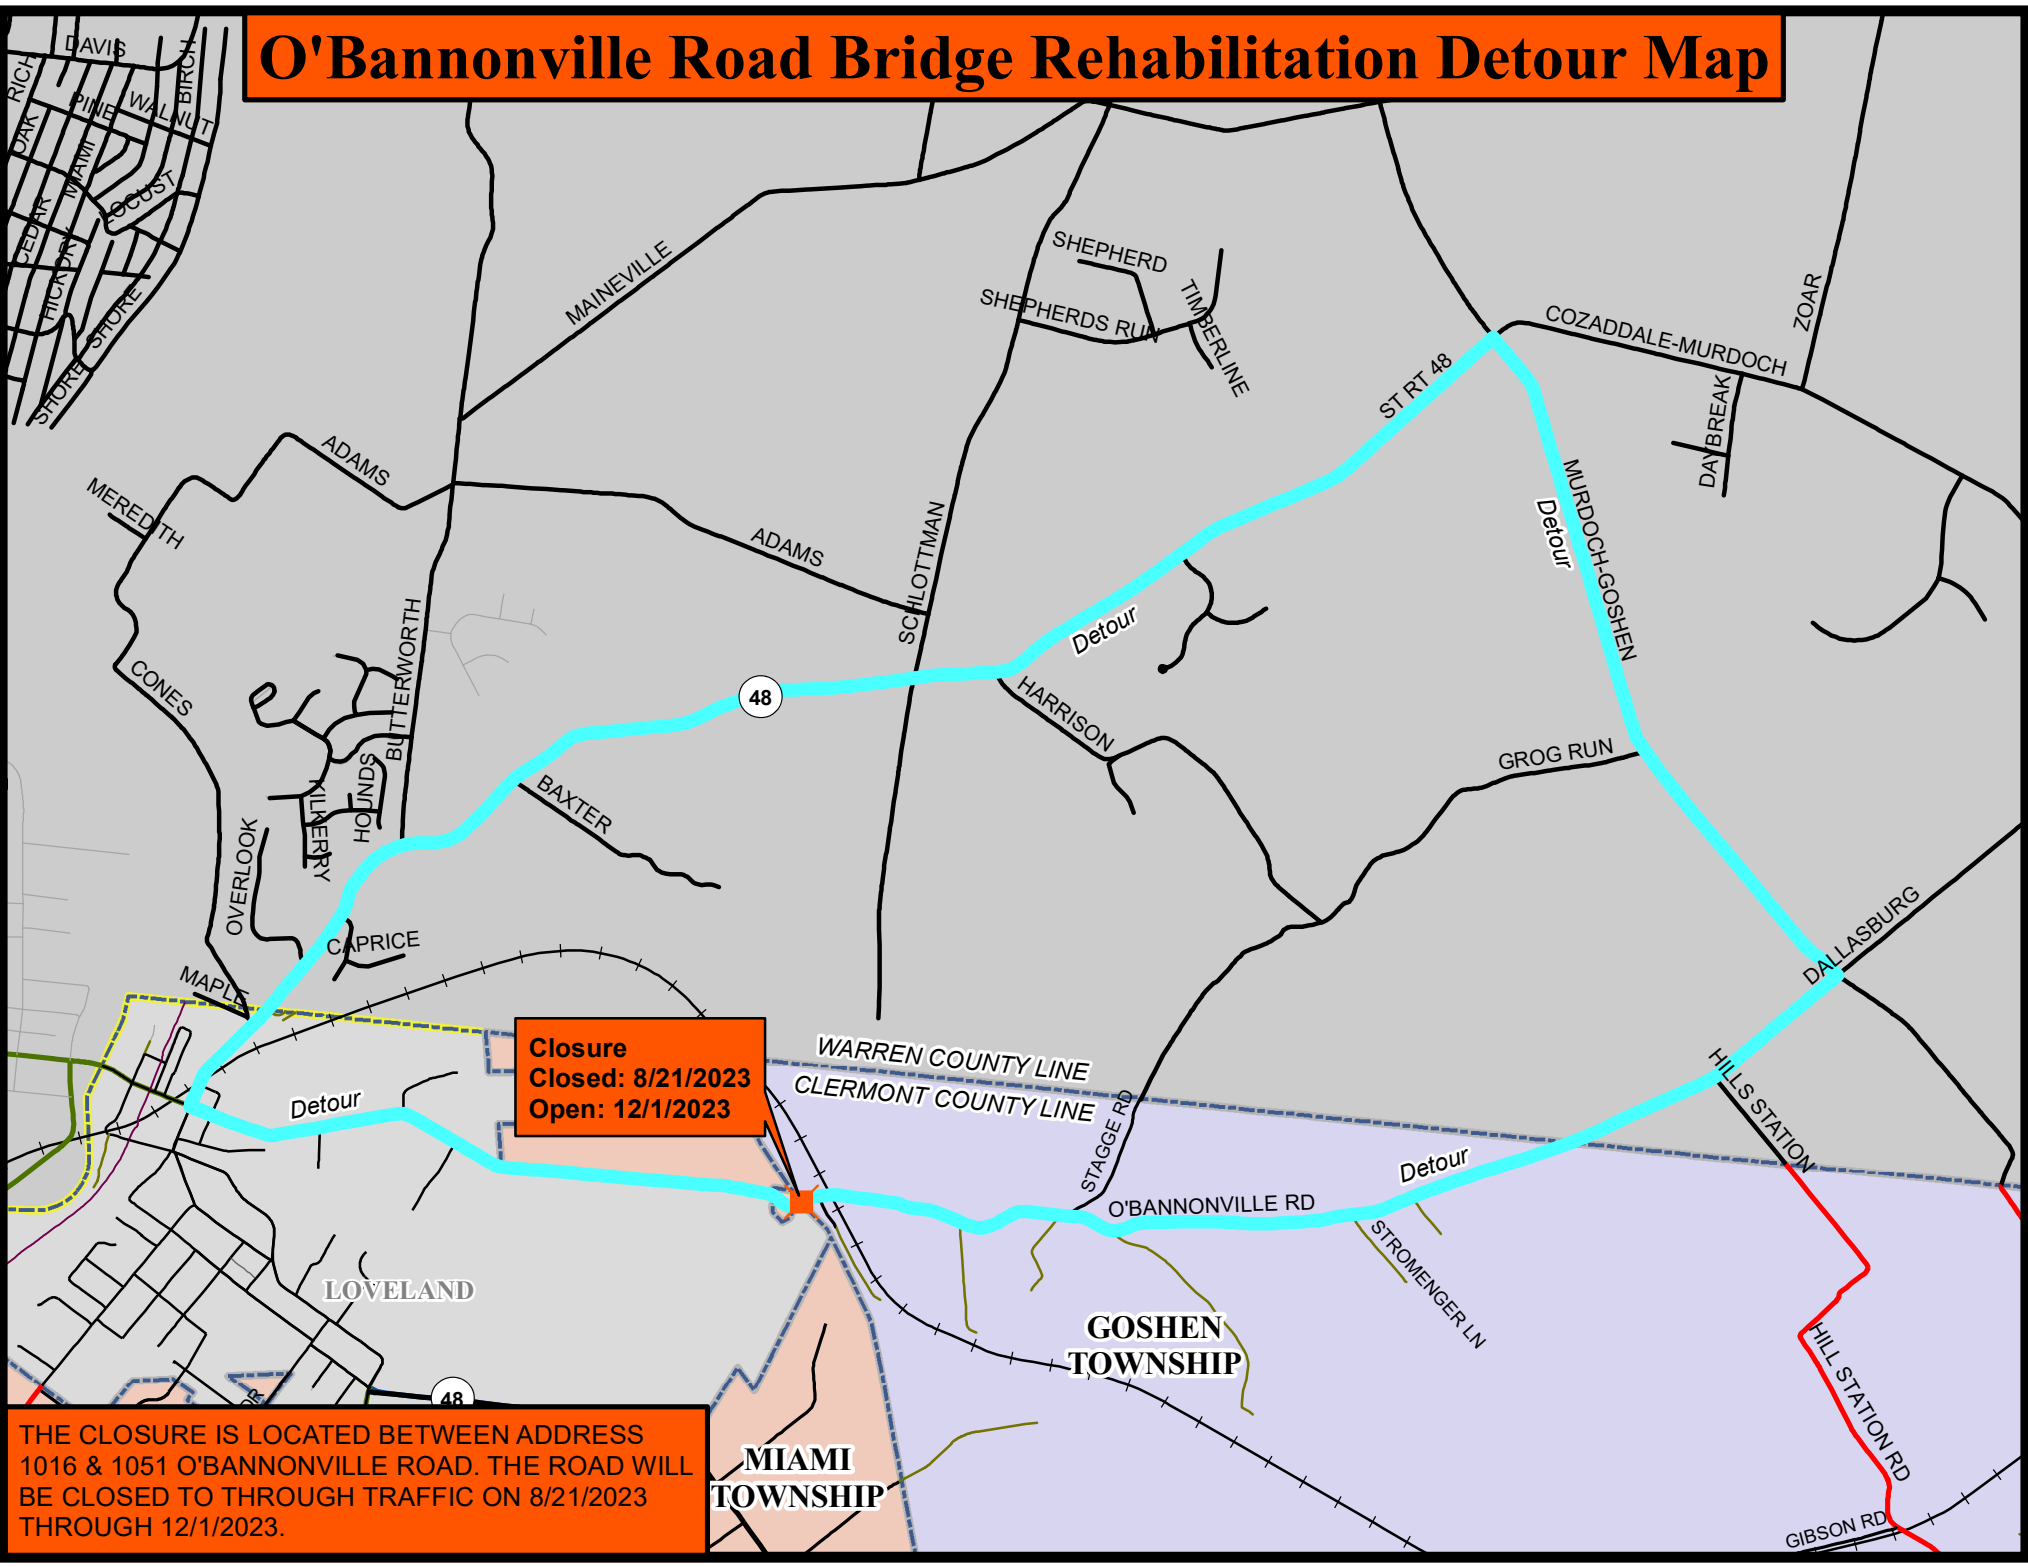 O'Bannonville Road Bridge Rehabilitation Detour Map
DAVIS
RICH
BIRCH
PINE
WALNUT
OAK
MIAMI
LOCUST
CEDAR
HICKORY
SHORE
SHORE
MAINEVILLE
SHEPHERD
SHEPHERDS RUN
TIMBERLINE
ZOAR
COZADDALE-MURDOCH
ST RT 48
DAYBREAK
ADAMS
MEREDITH
ADAMS
SCHLOTTMAN
MURDOCH-GOSHEN
Detour
Detour
BUTTERWORTH
CONES
48
HARRISON
GROG RUN
HOUNDS
KILKERRY
BAXTER
OVERLOOK
CAPRICE
MAPLE
DALLASBURG
Closure
Closed: 8/21/2023
Open: 12/1/2023
WARREN COUNTY LINE
CLERMONT COUNTY LINE
HILLS STATION
Detour
STAGGE RD
Detour
O'BANNONVILLE RD
STROMENGER LN
LOVELAND
GOSHEN
TOWNSHIP
HILL STATION RD
48
OR
MIAMI
TOWNSHIP
GIBSON RD
THE CLOSURE IS LOCATED BETWEEN ADDRESS
1016 & 1051 O'BANNONVILLE ROAD. THE ROAD WILL
BE CLOSED TO THROUGH TRAFFIC ON 8/21/2023
THROUGH 12/1/2023.